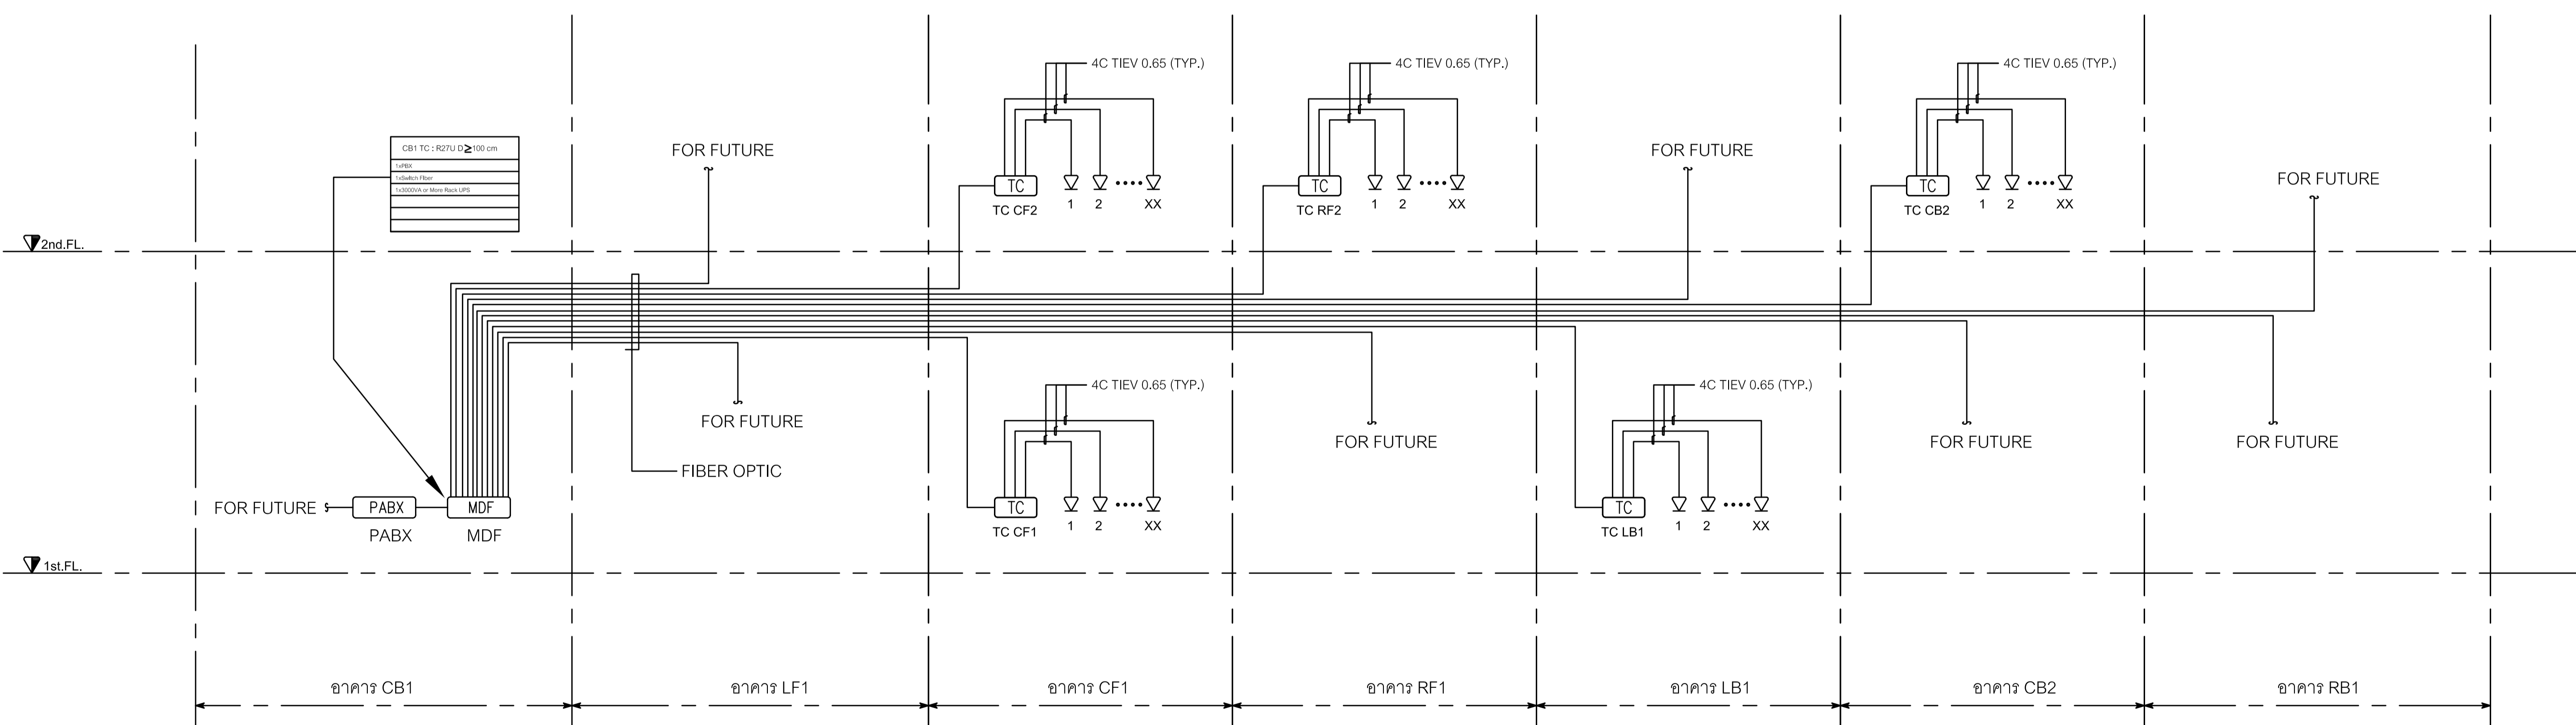 4C TIEV 0.65 (TYP.)
4C TIEV 0.65 (TYP.)
4C TIEV 0.65 (TYP.)
CB1 TC : R27U D≥100 cm
1xPBX
1xSwitch Fiber
1x3000VA or More Rack UPS
FOR FUTURE
FOR FUTURE
FOR FUTURE
TC
TC CF2
1
2
XX
TC
TC RF2
1
2
XX
TC
TC CB2
1
2
XX
2nd.FL.
4C TIEV 0.65 (TYP.)
4C TIEV 0.65 (TYP.)
FOR FUTURE
FOR FUTURE
FOR FUTURE
FOR FUTURE
FIBER OPTIC
FOR FUTURE
PABX
MDF
PABX
MDF
TC
TC CF1
1
2
XX
TC
TC LB1
1
2
XX
1st.FL.
อาคาร CB1
อาคาร LF1
อาคาร CF1
อาคาร RF1
อาคาร LB1
อาคาร CB2
อาคาร RB1